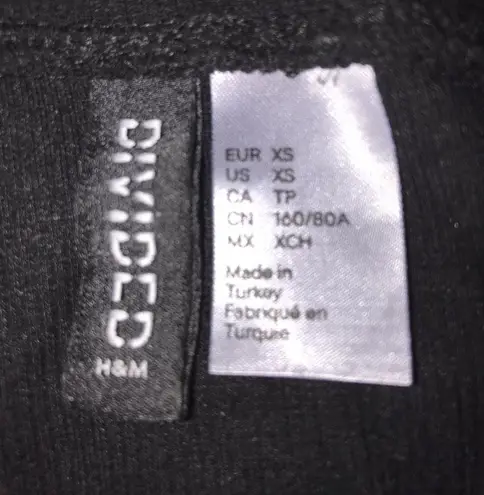 DIVIDED
H&M
EUR XS
US XS
CA TP
CN 160/80A
MX XCH
Made in
Turkey
Fabriqué en
Turquie